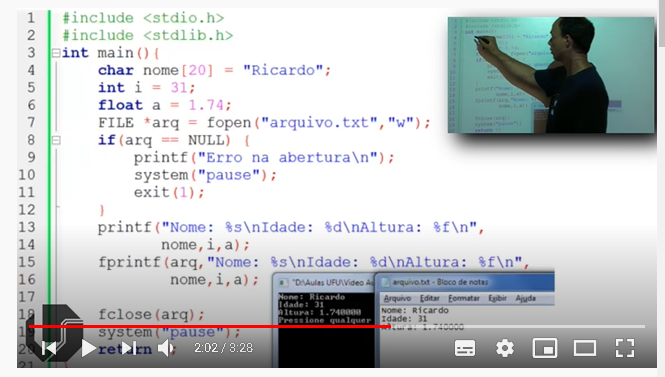 1 #include <stdio.h>
2 #include <stdlib.h>
3 int main(){
4 char nome[20] = "Ricardo";
5 int i = 31;
6 float a = 1.74;
7 FILE *arq = fopen("arquivo.txt","w");
8 if(arq == NULL) {
9 printf("Erro na abertura\n");
10 system("pause");
11 exit(1);
12 }
13 printf("Nome: %s\nIdade: %d\nAltura: %f\n",
14 nome,i,a);
15 fprintf(arq,"Nome: %s\nIdade: %d\nAltura: %f\n",
16 nome,i,a);
17
18 fclose(arq);
19 system("pause");
20 return
"D:\Aulas UFU\Video Au
Nome: Ricardo
Idade: 31
Altura: 1.740000
Pressione qualquer
arquivo.txt - Bloco de notas
Arquivo Editar Formatar Exibir Ajuda
Nome: Ricardo
Idade: 31
Altura: 1.740000
2:02 / 3:28